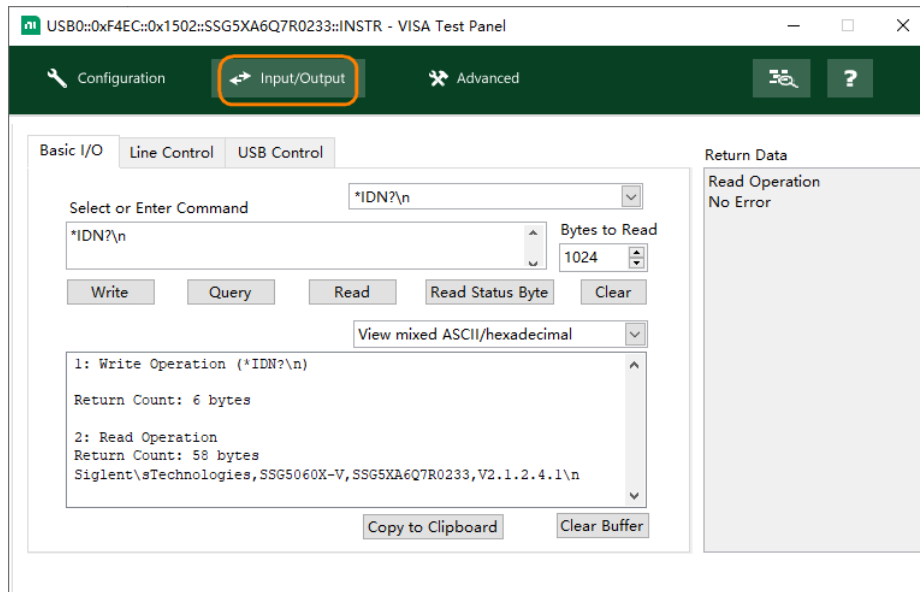 USB0::0xF4EC::0x1502::SSG5XA6Q7R0233::INSTR - VISA Test Panel
Configuration
Input/Output
Advanced
?
Basic I/O
Line Control
USB Control
Return Data
Select or Enter Command
*IDN?\n
*IDN?\n
Bytes to Read
1024
Read Operation
No Error
Write
Query
Read
Read Status Byte
Clear
View mixed ASCII/hexadecimal
1: Write Operation (*IDN?\n)
Return Count: 6 bytes
2: Read Operation
Return Count: 58 bytes
Siglent\sTechnologies,SSG5060X-V,SSG5XA6Q7R0233,V2.1.2.4.1\n
Copy to Clipboard
Clear Buffer